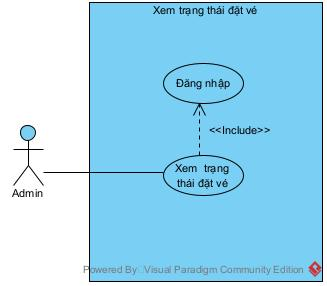 Xem trạng thái đặt vé
Đăng nhập
<<Include>>
Xem trạng
thái đặt vé
Admin
Powered By Visual Paradigm Community Edition